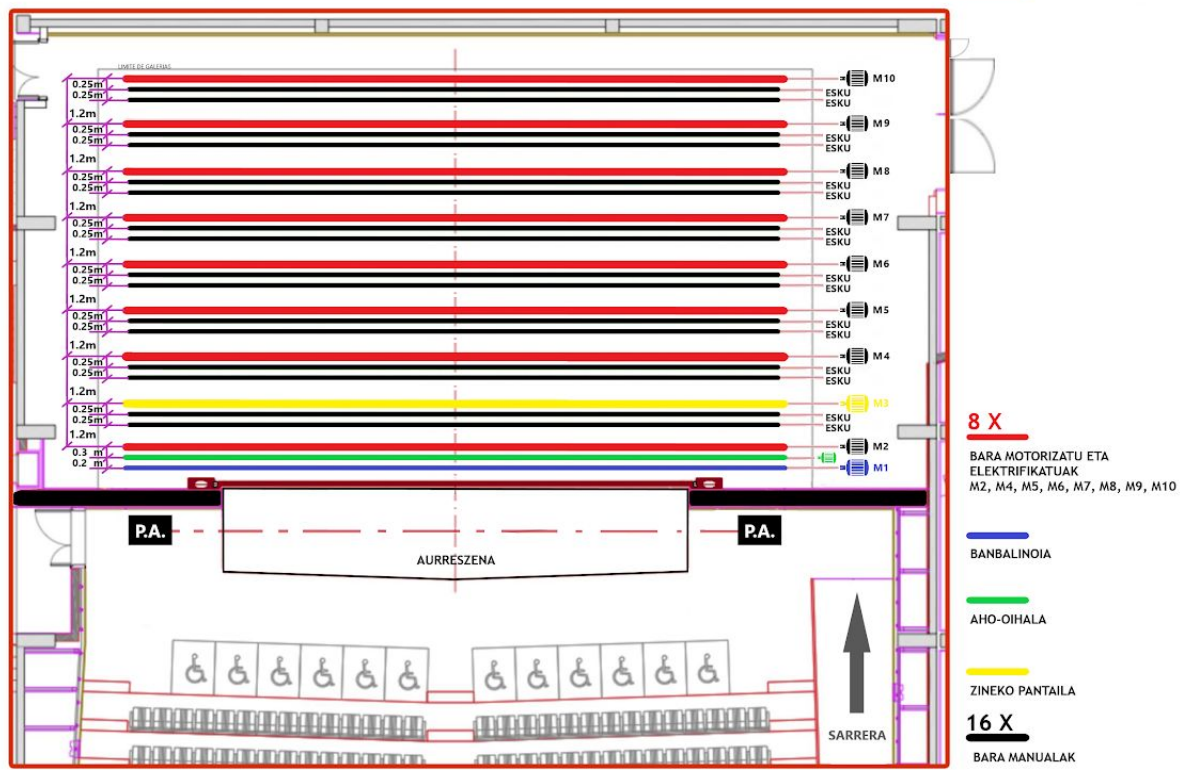 LIMITE DE GALERIAS
0.25m
0.25m
M10
ESKU
ESKU
1.2m
0.25m
0.25m
M9
ESKU
ESKU
1.2m
0.25m
0.25m
M8
ESKU
ESKU
1.2m
0.25m
0.25m
M7
ESKU
ESKU
1.2m
0.25m
0.25m
M6
ESKU
ESKU
1.2m
0.25m
0.25m
M5
ESKU
ESKU
1.2m
0.25m
0.25m
M4
ESKU
ESKU
1.2m
0.25m
0.25m
M3
ESKU
ESKU
1.2m
0.3 m
0.2 m
M2
M1
P.A.
P.A.
AURRESZENA
SARRERA
8 X
BARA MOTORIZATU ETA
ELEKTRIFIKATUAK
M2, M4, M5, M6, M7, M8, M9, M10
BANBALINOIA
AHO-OIHALA
ZINEKO PANTAILA
16 X
BARA MANUALAK